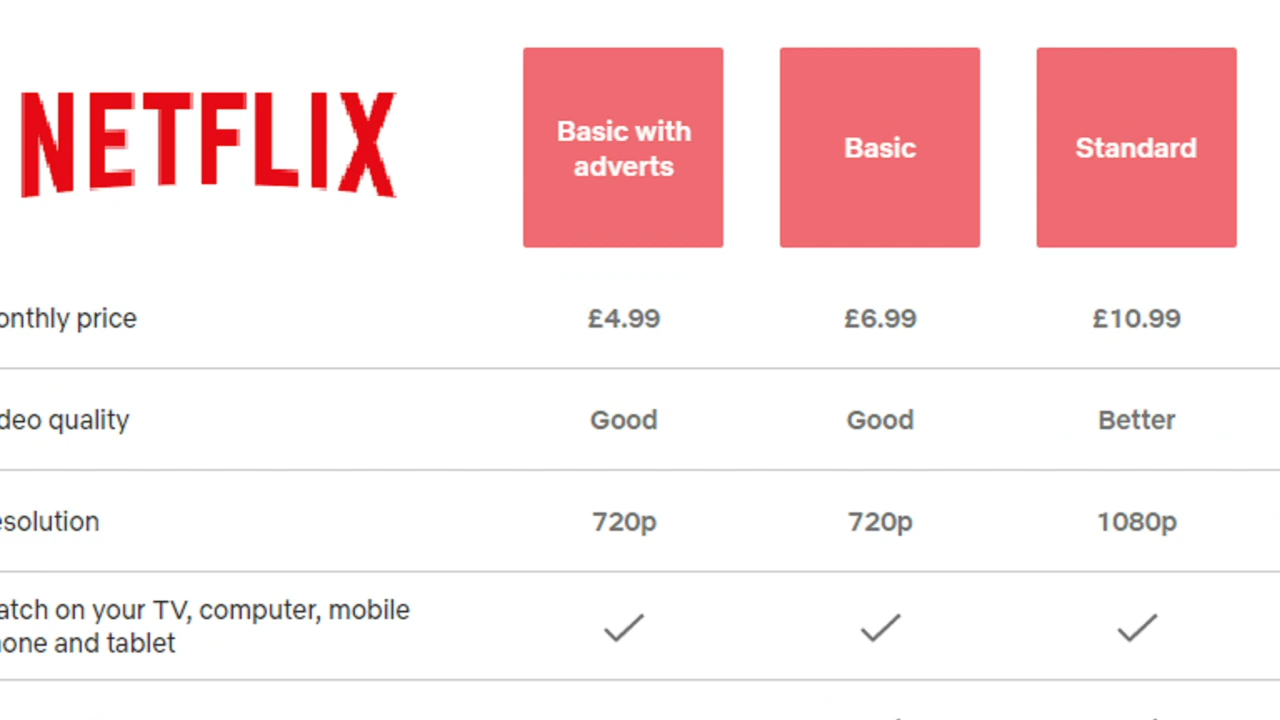 NETFLIX
Basic with
adverts
Basic
Standard
onthly price £4.99 £6.99 £10.99
deo quality Good Good Better
esolution 720p 720p 1080p
atch on your TV, computer, mobile
one and tablet